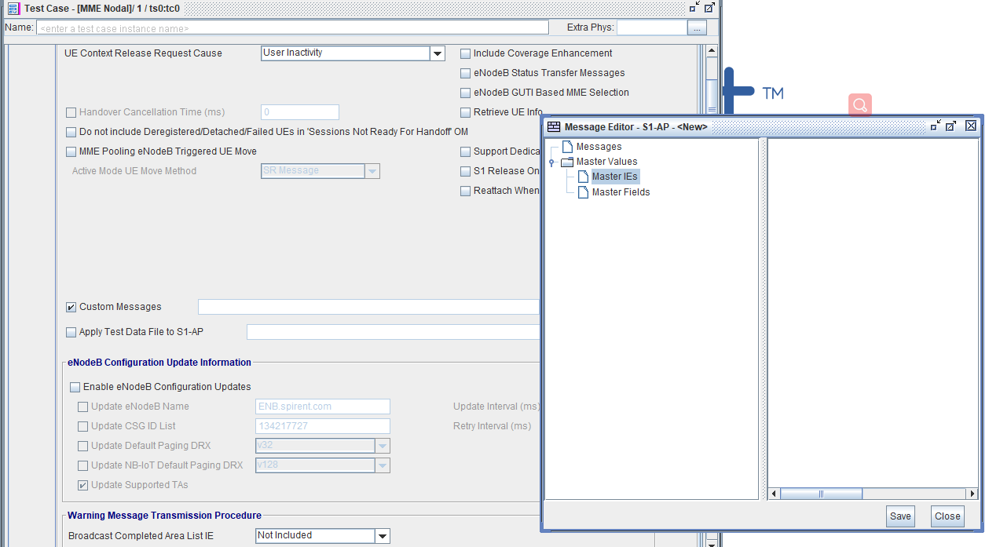 Test Case - [MME Nodal]/ 1 / ts0:tc0
Name: <enter a test case instance name> Extra Phys: ...
UE Context Release Request Cause User Inactivity Include Coverage Enhancement
eNodeB Status Transfer Messages
eNodeB GUTI Based MME Selection
TM
Handover Cancellation Time (ms) 0 Retrieve UE Info
Do not include Deregistered/Detached/Failed UEs in 'Sessions Not Ready For Handoff' OM
MME Pooling eNodeB Triggered UE Move Support Dedica
Active Mode UE Move Method SR Message S1 Release On
Reattach When
Custom Messages
Apply Test Data File to S1-AP
eNodeB Configuration Update Information
Enable eNodeB Configuration Updates
Update eNodeB Name ENB.spirent.com Update Interval (ms)
Update CSG ID List 134217727 Retry Interval (ms)
Update Default Paging DRX v32
Update NB-IoT Default Paging DRX v128
Update Supported TAs
Warning Message Transmission Procedure
Broadcast Completed Area List IE Not Included
Message Editor - S1-AP - <New>
Messages
Master Values
Master IEs
Master Fields
Save Close